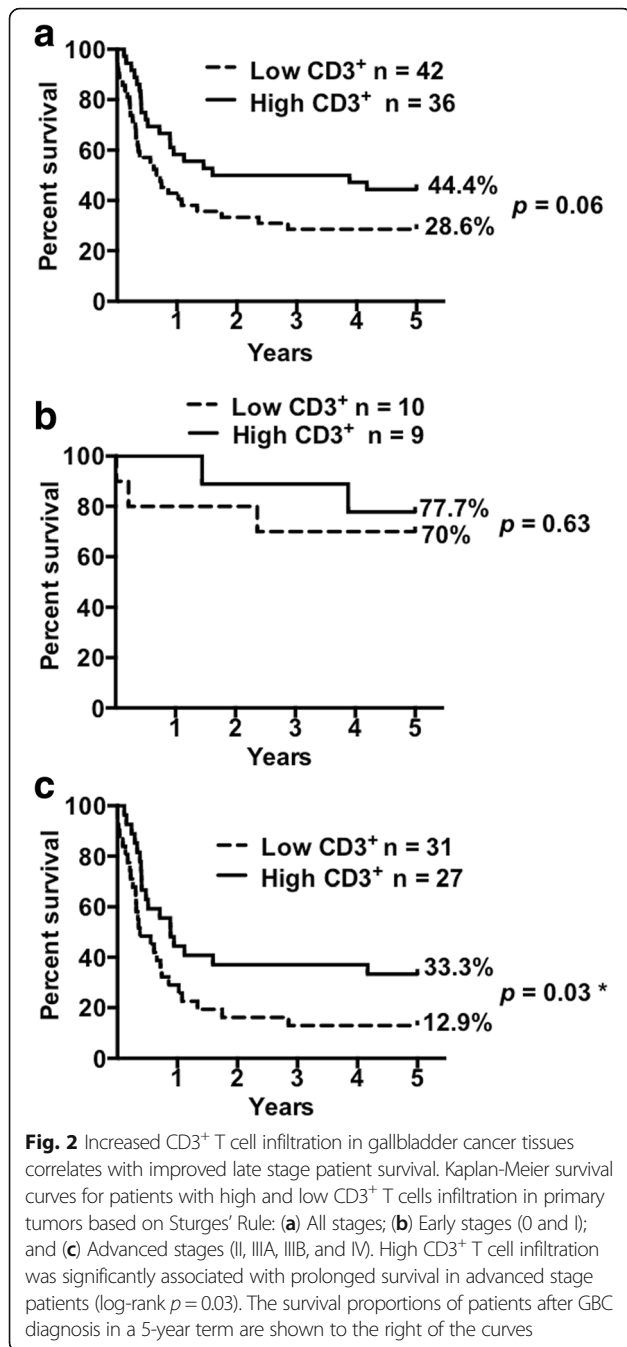 a
Percent survival
100
80
60
40
20
0
Low CD3⁺ n = 42
High CD3⁺ n = 36
44.4%
28.6%
p = 0.06
1 2 3 4 5
Years
b
Low CD3⁺ n = 10
High CD3⁺ n = 9
Percent survival
100
80
60
40
20
0
77.7%
70%
p = 0.63
1 2 3 4 5
Years
c
Percent survival
100
80
60
40
20
0
Low CD3⁺ n = 31
High CD3⁺ n = 27
33.3%
12.9%
p = 0.03 *
1 2 3 4 5
Years
Fig. 2 Increased CD3⁺ T cell infiltration in gallbladder cancer tissues
correlates with improved late stage patient survival. Kaplan-Meier survival
curves for patients with high and low CD3⁺ T cells infiltration in primary
tumors based on Sturges’ Rule: (a) All stages; (b) Early stages (0 and I);
and (c) Advanced stages (II, IIIA, IIIB, and IV). High CD3⁺ T cell infiltration
was significantly associated with prolonged survival in advanced stage
patients (log-rank p = 0.03). The survival proportions of patients after GBC
diagnosis in a 5-year term are shown to the right of the curves